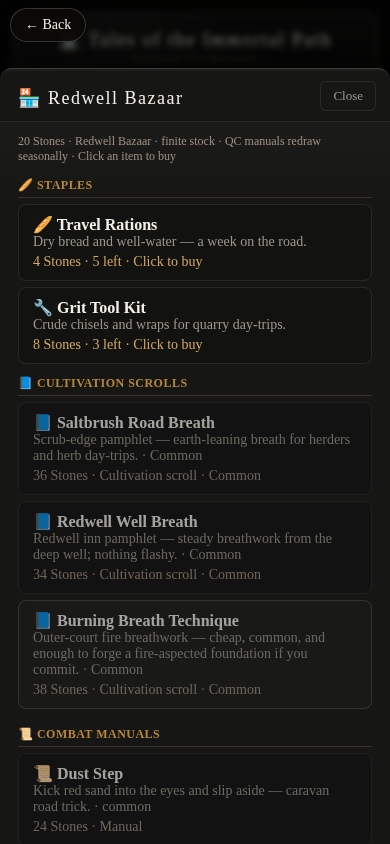 ← Back
Tales of the Immortal Path
🏪 Redwell Bazaar
Close
20 Stones · Redwell Bazaar · finite stock · QC manuals redraw
seasonally · Click an item to buy
🥖 STAPLES
🥖 Travel Rations
Dry bread and well-water — a week on the road.
4 Stones · 5 left · Click to buy
🔧 Grit Tool Kit
Crude chisels and wraps for quarry day-trips.
8 Stones · 3 left · Click to buy
📘 CULTIVATION SCROLLS
📘 Saltbrush Road Breath
Scrub-edge pamphlet — earth-leaning breath for herders
and herb day-trips. · Common
36 Stones · Cultivation scroll · Common
📘 Redwell Well Breath
Redwell inn pamphlet — steady breathwork from the
deep well; nothing flashy. · Common
34 Stones · Cultivation scroll · Common
📘 Burning Breath Technique
Outer-court fire breathwork — cheap, common, and
enough to forge a fire-aspected foundation if you
commit. · Common
38 Stones · Cultivation scroll · Common
📜 COMBAT MANUALS
📜 Dust Step
Kick red sand into the eyes and slip aside — caravan
road trick. · common
24 Stones · Manual